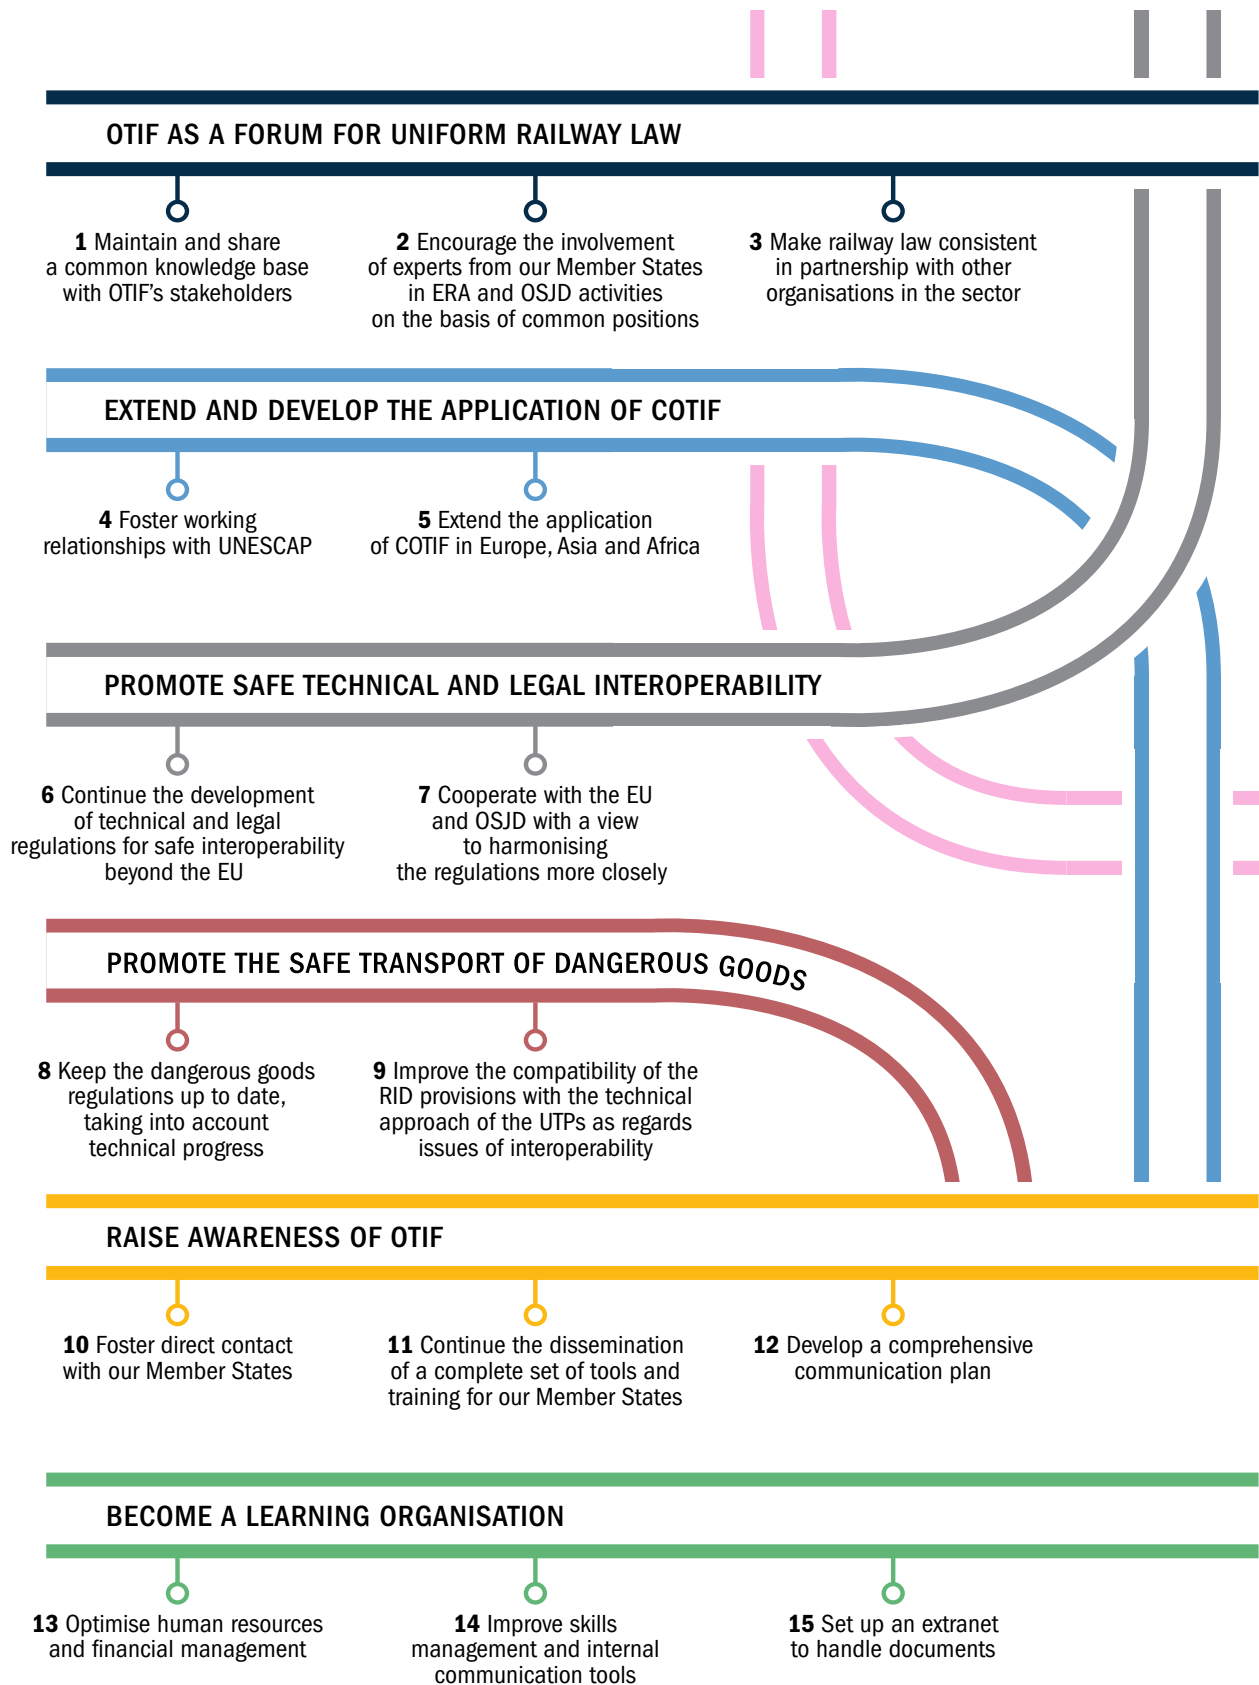 OTIF AS A FORUM FOR UNIFORM RAILWAY LAW
1 Maintain and share
a common knowledge base
with OTIF's stakeholders
2 Encourage the involvement
of experts from our Member States
in ERA and OSJD activities
on the basis of common positions
3 Make railway law consistent
in partnership with other
organisations in the sector
EXTEND AND DEVELOP THE APPLICATION OF COTIF
4 Foster working
relationships with UNESCAP
5 Extend the application
of COTIF in Europe, Asia and Africa
PROMOTE SAFE TECHNICAL AND LEGAL INTEROPERABILITY
6 Continue the development
of technical and legal
regulations for safe interoperability
beyond the EU
7 Cooperate with the EU
and OSJD with a view
to harmonising
the regulations more closely
PROMOTE THE SAFE TRANSPORT OF DANGEROUS GOODS
8 Keep the dangerous goods
regulations up to date,
taking into account
technical progress
9 Improve the compatibility of the
RID provisions with the technical
approach of the UTPs as regards
issues of interoperability
RAISE AWARENESS OF OTIF
10 Foster direct contact
with our Member States
11 Continue the dissemination
of a complete set of tools and
training for our Member States
12 Develop a comprehensive
communication plan
BECOME A LEARNING ORGANISATION
13 Optimise human resources
and financial management
14 Improve skills
management and internal
communication tools
15 Set up an extranet
to handle documents